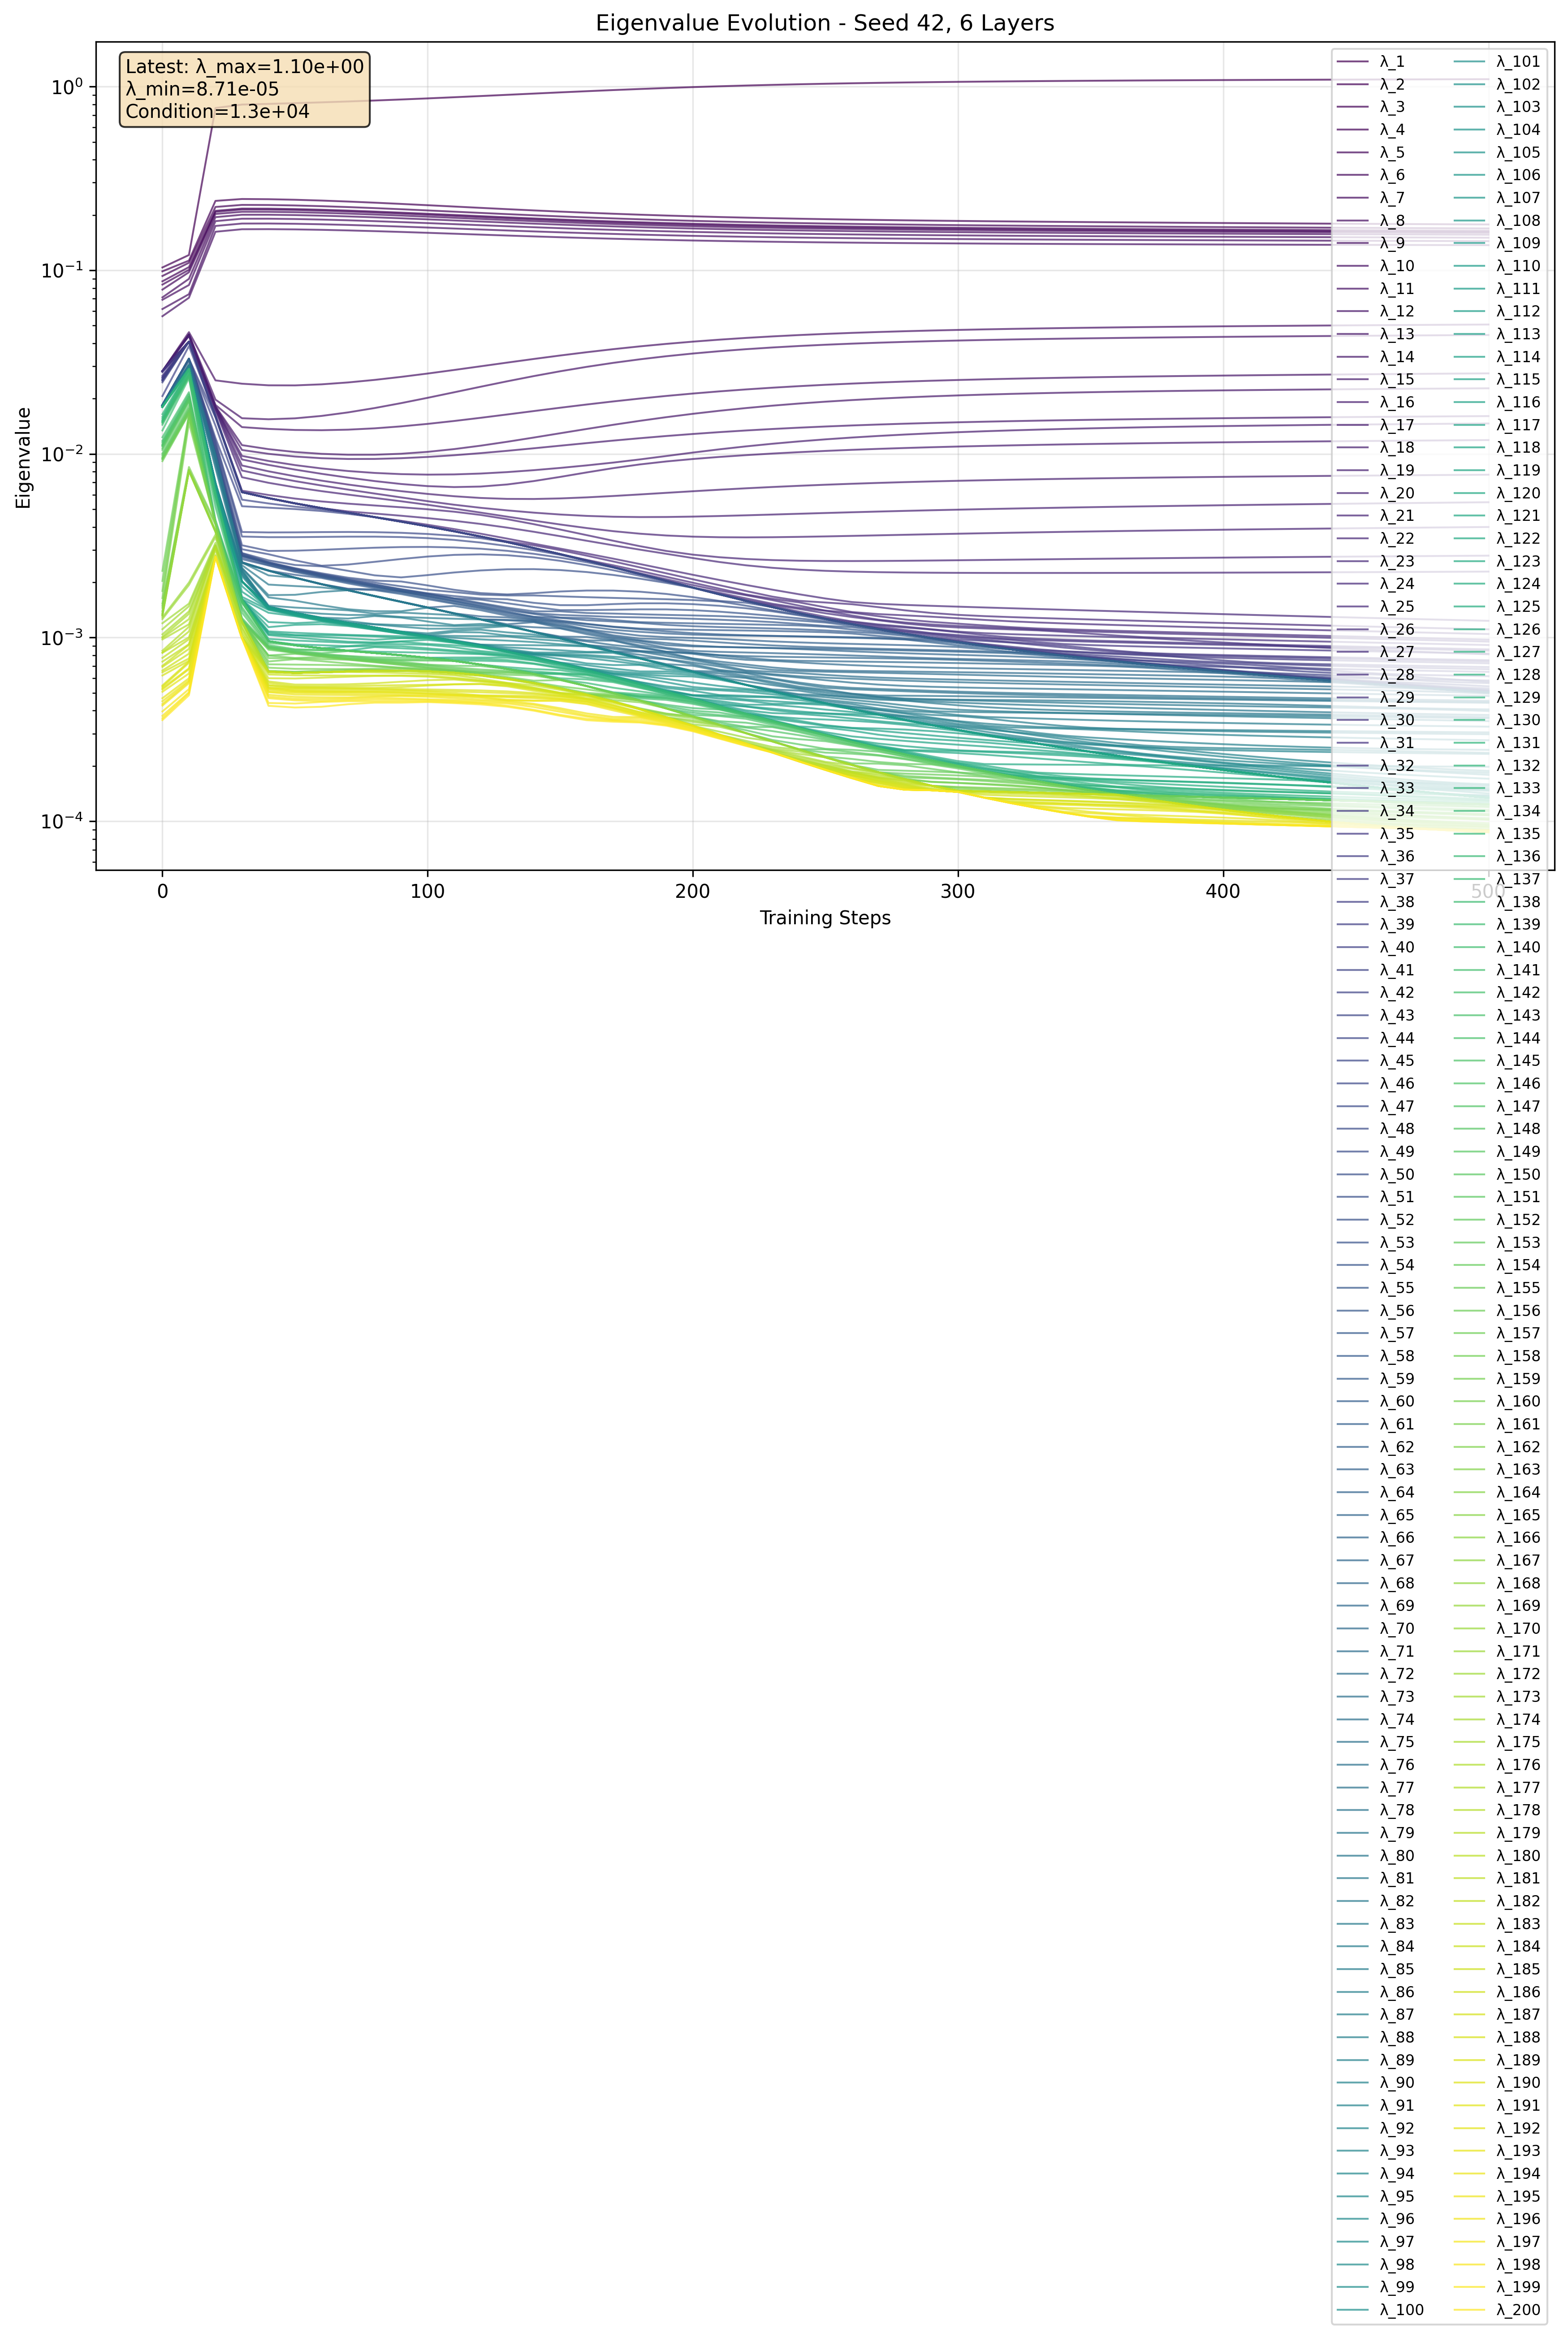 Eigenvalue Evolution - Seed 42, 6 Layers
Latest: λ_max=1.10e+00
λ_min=8.71e-05
Condition=1.3e+04
Eigenvalue
10⁰
10⁻¹
10⁻²
10⁻³
10⁻⁴
0
100
200
300
400
500
Training Steps
λ_1
λ_2
λ_3
λ_4
λ_5
λ_6
λ_7
λ_8
λ_9
λ_10
λ_11
λ_12
λ_13
λ_14
λ_15
λ_16
λ_17
λ_18
λ_19
λ_20
λ_21
λ_22
λ_23
λ_24
λ_25
λ_26
λ_27
λ_28
λ_29
λ_30
λ_31
λ_32
λ_33
λ_34
λ_35
λ_36
λ_37
λ_38
λ_39
λ_40
λ_41
λ_42
λ_43
λ_44
λ_45
λ_46
λ_47
λ_48
λ_49
λ_50
λ_51
λ_52
λ_53
λ_54
λ_55
λ_56
λ_57
λ_58
λ_59
λ_60
λ_61
λ_62
λ_63
λ_64
λ_65
λ_66
λ_67
λ_68
λ_69
λ_70
λ_71
λ_72
λ_73
λ_74
λ_75
λ_76
λ_77
λ_78
λ_79
λ_80
λ_81
λ_82
λ_83
λ_84
λ_85
λ_86
λ_87
λ_88
λ_89
λ_90
λ_91
λ_92
λ_93
λ_94
λ_95
λ_96
λ_97
λ_98
λ_99
λ_100
λ_101
λ_102
λ_103
λ_104
λ_105
λ_106
λ_107
λ_108
λ_109
λ_110
λ_111
λ_112
λ_113
λ_114
λ_115
λ_116
λ_117
λ_118
λ_119
λ_120
λ_121
λ_122
λ_123
λ_124
λ_125
λ_126
λ_127
λ_128
λ_129
λ_130
λ_131
λ_132
λ_133
λ_134
λ_135
λ_136
λ_137
λ_138
λ_139
λ_140
λ_141
λ_142
λ_143
λ_144
λ_145
λ_146
λ_147
λ_148
λ_149
λ_150
λ_151
λ_152
λ_153
λ_154
λ_155
λ_156
λ_157
λ_158
λ_159
λ_160
λ_161
λ_162
λ_163
λ_164
λ_165
λ_166
λ_167
λ_168
λ_169
λ_170
λ_171
λ_172
λ_173
λ_174
λ_175
λ_176
λ_177
λ_178
λ_179
λ_180
λ_181
λ_182
λ_183
λ_184
λ_185
λ_186
λ_187
λ_188
λ_189
λ_190
λ_191
λ_192
λ_193
λ_194
λ_195
λ_196
λ_197
λ_198
λ_199
λ_200